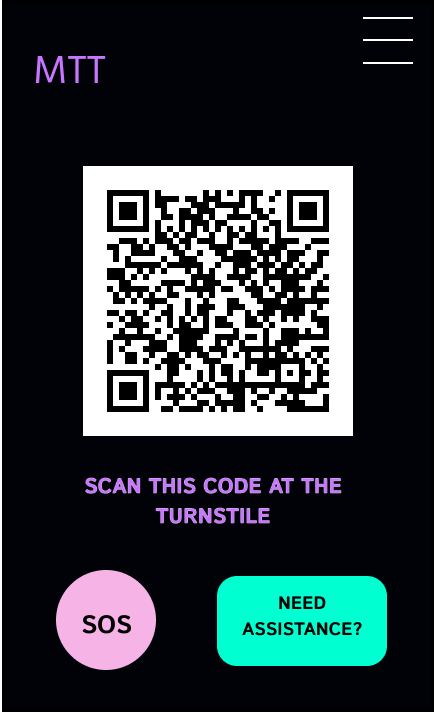 MTT
SCAN THIS CODE AT THE
TURNSTILE
SOS
NEED
ASSISTANCE?